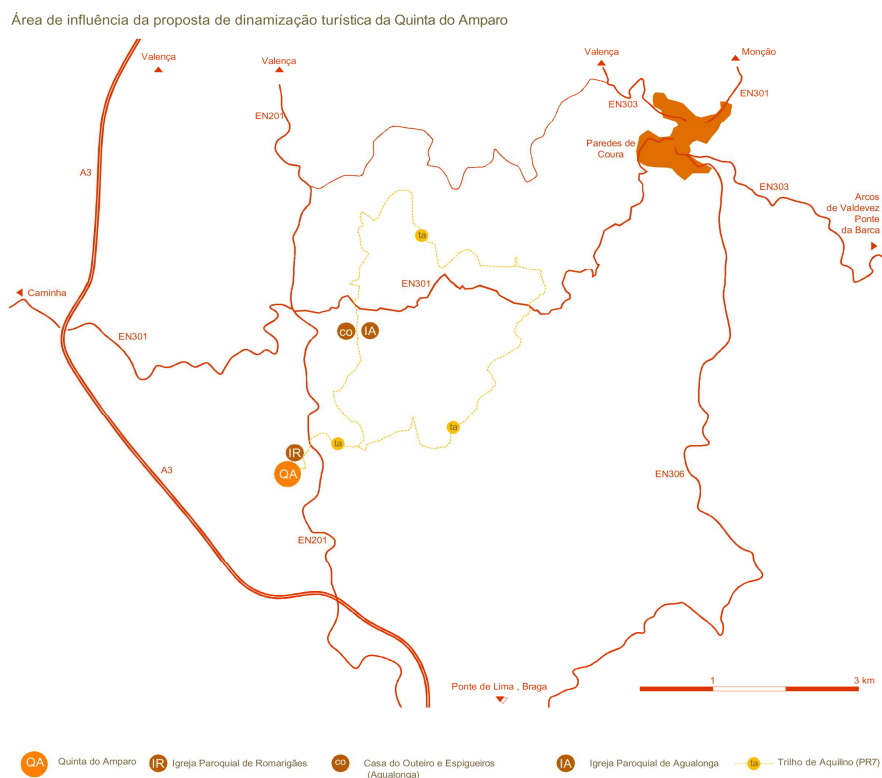 Área de influência da proposta de dinamização turística da Quinta do Amparo
Valença
Valença
Valença
Monção
EN303
EN301
EN201
Paredes de
Coura
A3
EN303
Arcos
de Valdevez
Ponte
da Barca
ta
EN301
Caminha
EN301
co
IA
ta
ta
IR
QA
A3
EN306
EN201
Ponte de Lima , Braga
1
3 km
QA
Quinta do Amparo
IR
Igreja Paroquial de Romarigães
co
Casa do Outeiro e Espigueiros
(Agualonga)
IA
Igreja Paroquial de Agualonga
ta
Trilho de Aquilino (PR7)